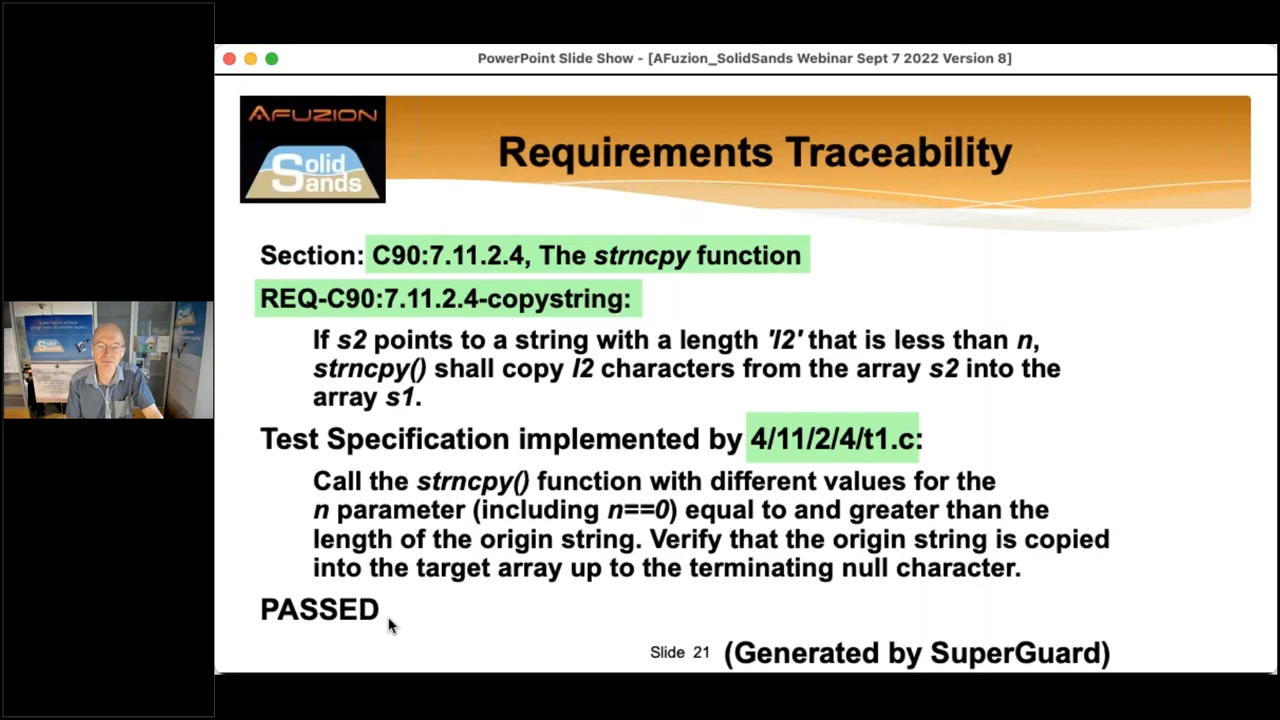 PowerPoint Slide Show - [AFuzion_SolidSands Webinar Sept 7 2022 Version 8]
AFUZION
Solid
Sands
Requirements Traceability
Section: C90:7.11.2.4, The strncpy function
REQ-C90:7.11.2.4-copystring:
If s2 points to a string with a length 'l2' that is less than n,
strncpy() shall copy l2 characters from the array s2 into the
array s1.
Test Specification implemented by 4/11/2/4/t1.c:
Call the strncpy() function with different values for the
n parameter (including n==0) equal to and greater than the
length of the origin string. Verify that the origin string is copied
into the target array up to the terminating null character.
PASSED
Slide 21
(Generated by SuperGuard)